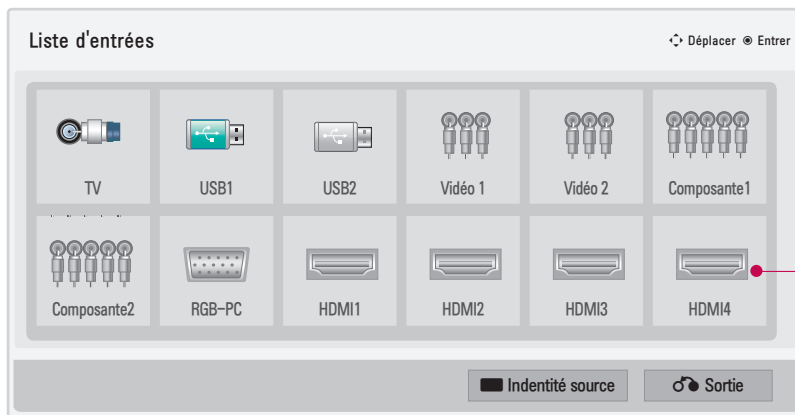 Liste d'entrées
Déplacer Entrer
TV USB1 USB2 Vidéo 1 Vidéo 2 Composante1
Composante2 RGB-PC HDMI1 HDMI2 HDMI3 HDMI4
Indentité source Sortie